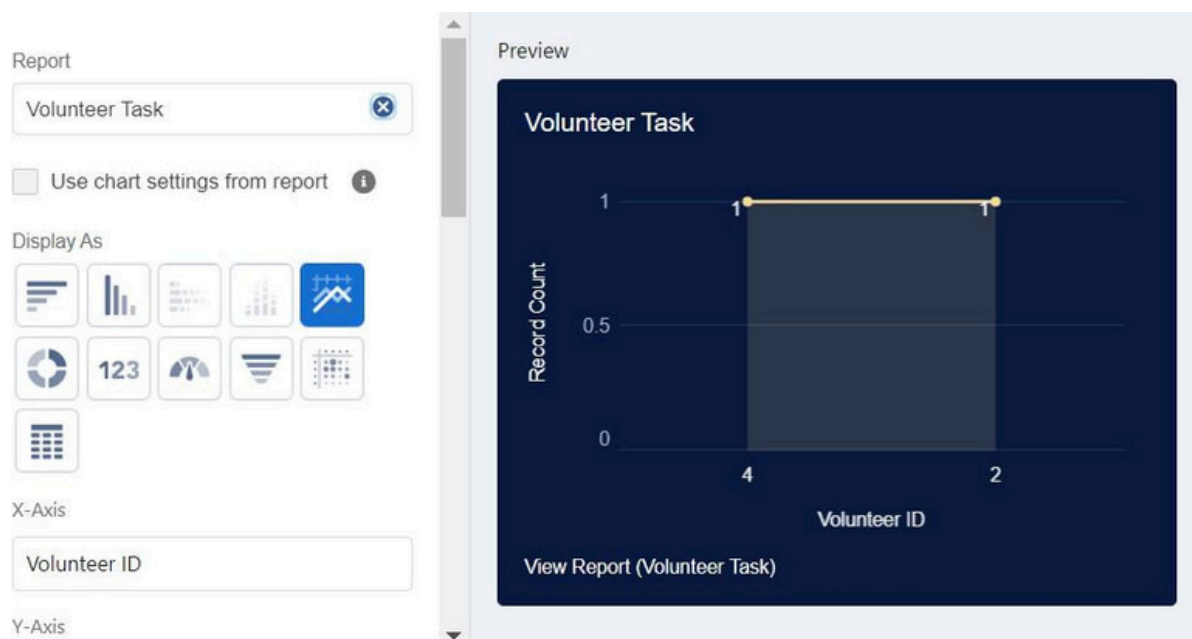 Report
Volunteer Task
Use chart settings from report
Display As
123
X-Axis
Volunteer ID
Y-Axis
Preview
Volunteer Task
1
1
1
0.5
0
Record Count
4
2
Volunteer ID
View Report (Volunteer Task)